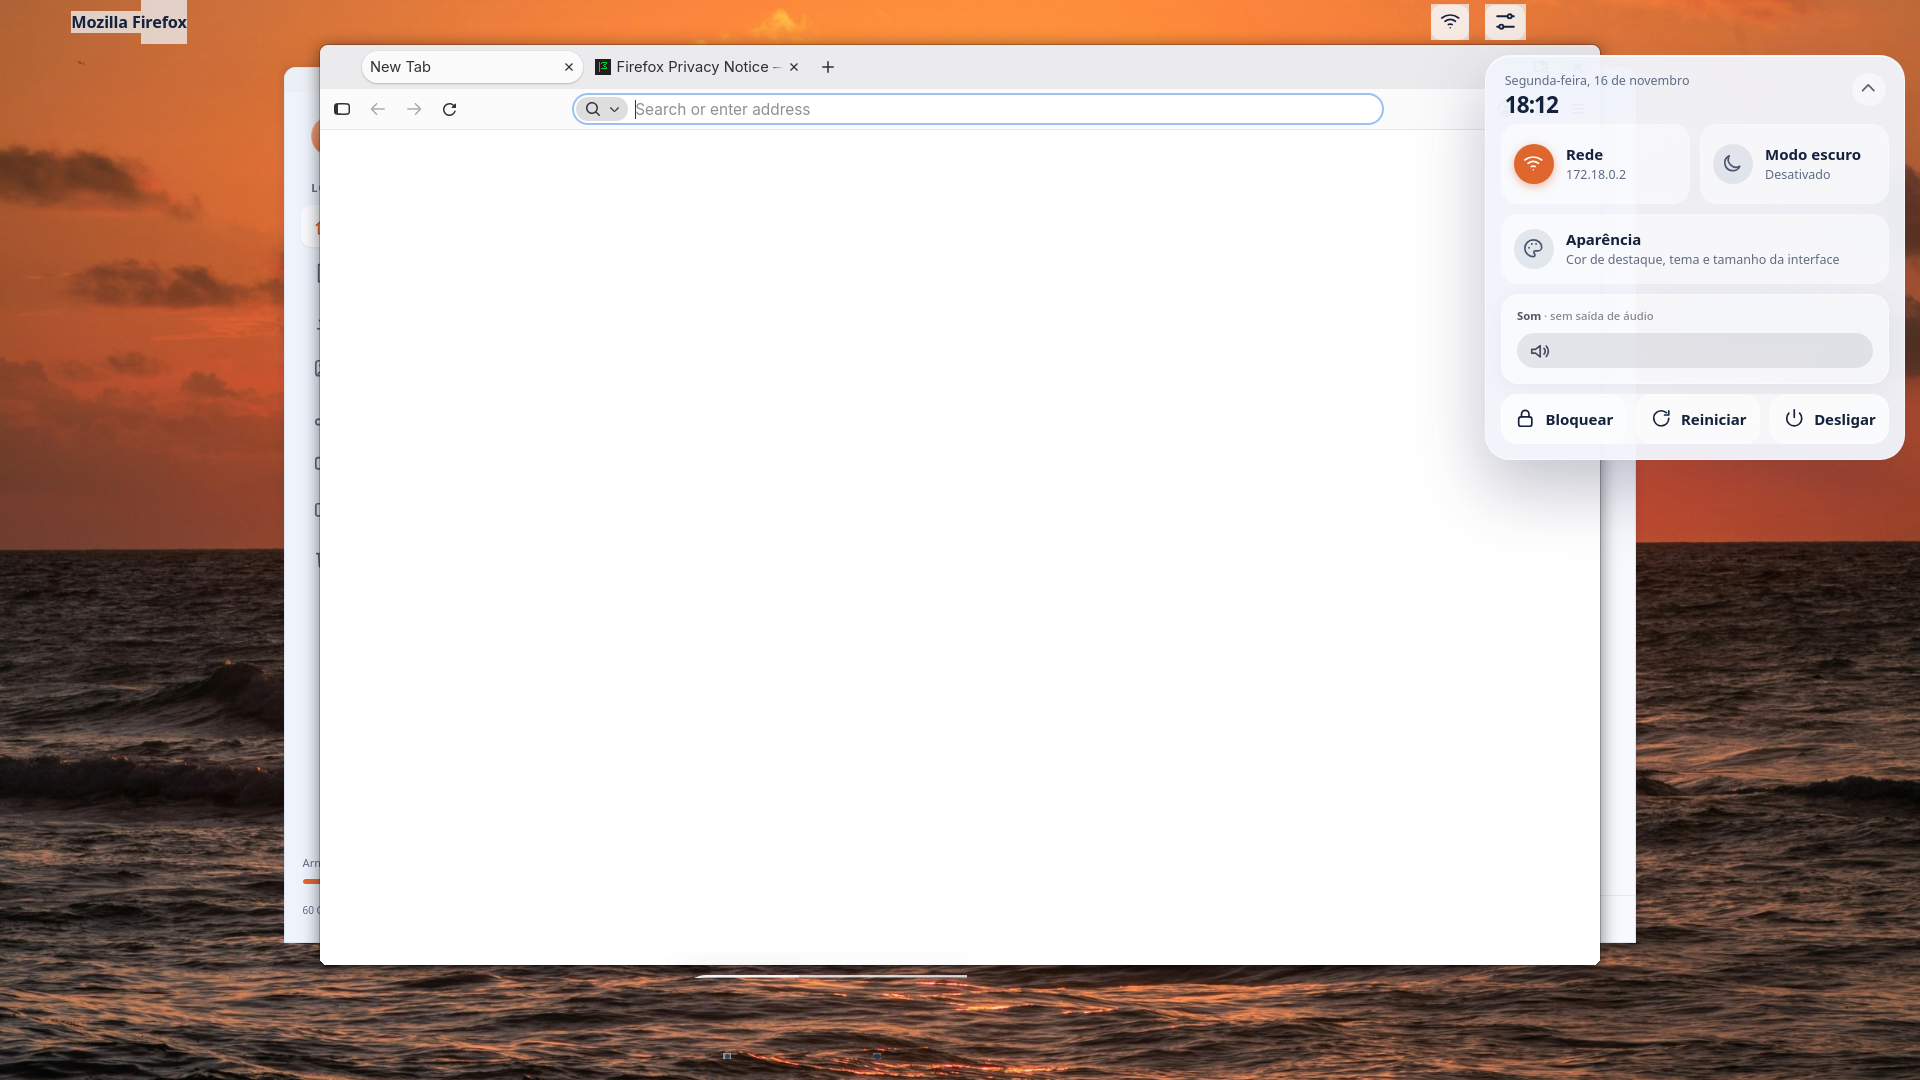 Mozilla Firefox
New Tab
Firefox Privacy Notice —
Search or enter address
Segunda-feira, 16 de novembro
18:12
Rede
172.18.0.2
Modo escuro
Desativado
Aparência
Cor de destaque, tema e tamanho da interface
Som · sem saída de áudio
Bloquear
Reiniciar
Desligar
60